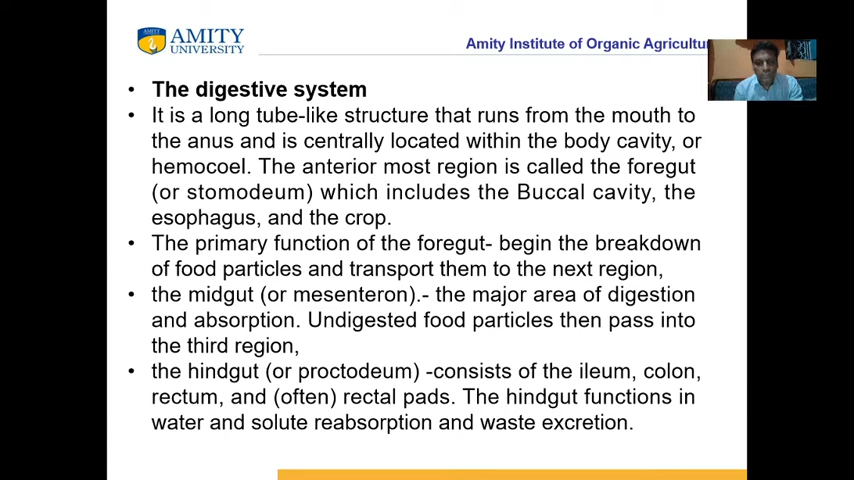 AMITY
AMITY
UNIVERSITY
Amity Institute of Organic Agricultur
• The digestive system
• It is a long tube-like structure that runs from the mouth to
the anus and is centrally located within the body cavity, or
hemocoel. The anterior most region is called the foregut
(or stomodeum) which includes the Buccal cavity, the
esophagus, and the crop.
• The primary function of the foregut- begin the breakdown
of food particles and transport them to the next region,
• the midgut (or mesenteron).- the major area of digestion
and absorption. Undigested food particles then pass into
the third region,
• the hindgut (or proctodeum) -consists of the ileum, colon,
rectum, and (often) rectal pads. The hindgut functions in
water and solute reabsorption and waste excretion.